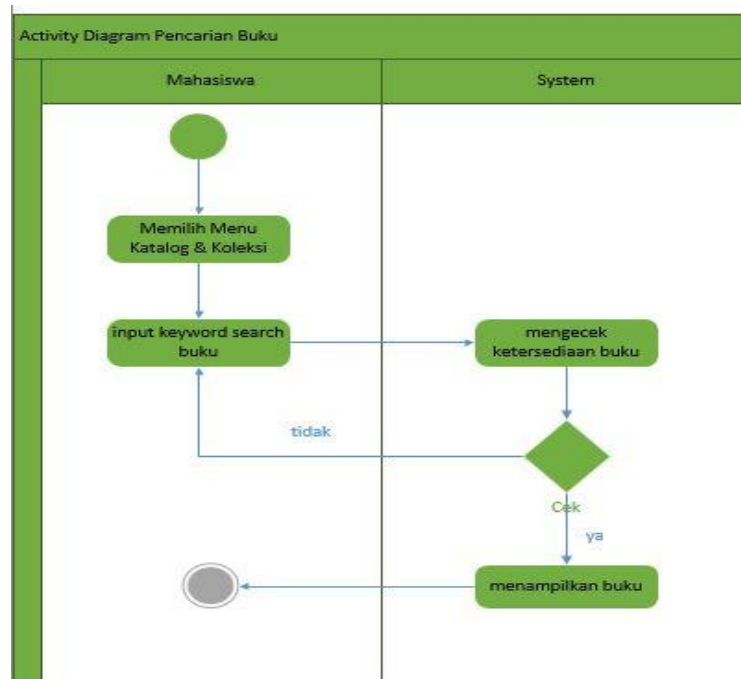 Activity Diagram Pencarian Buku
Mahasiswa
System
Memilih Menu
Katalog & Koleksi
input keyword search
buku
mengecek
ketersediaan buku
tidak
Cek
ya
menampilkan buku